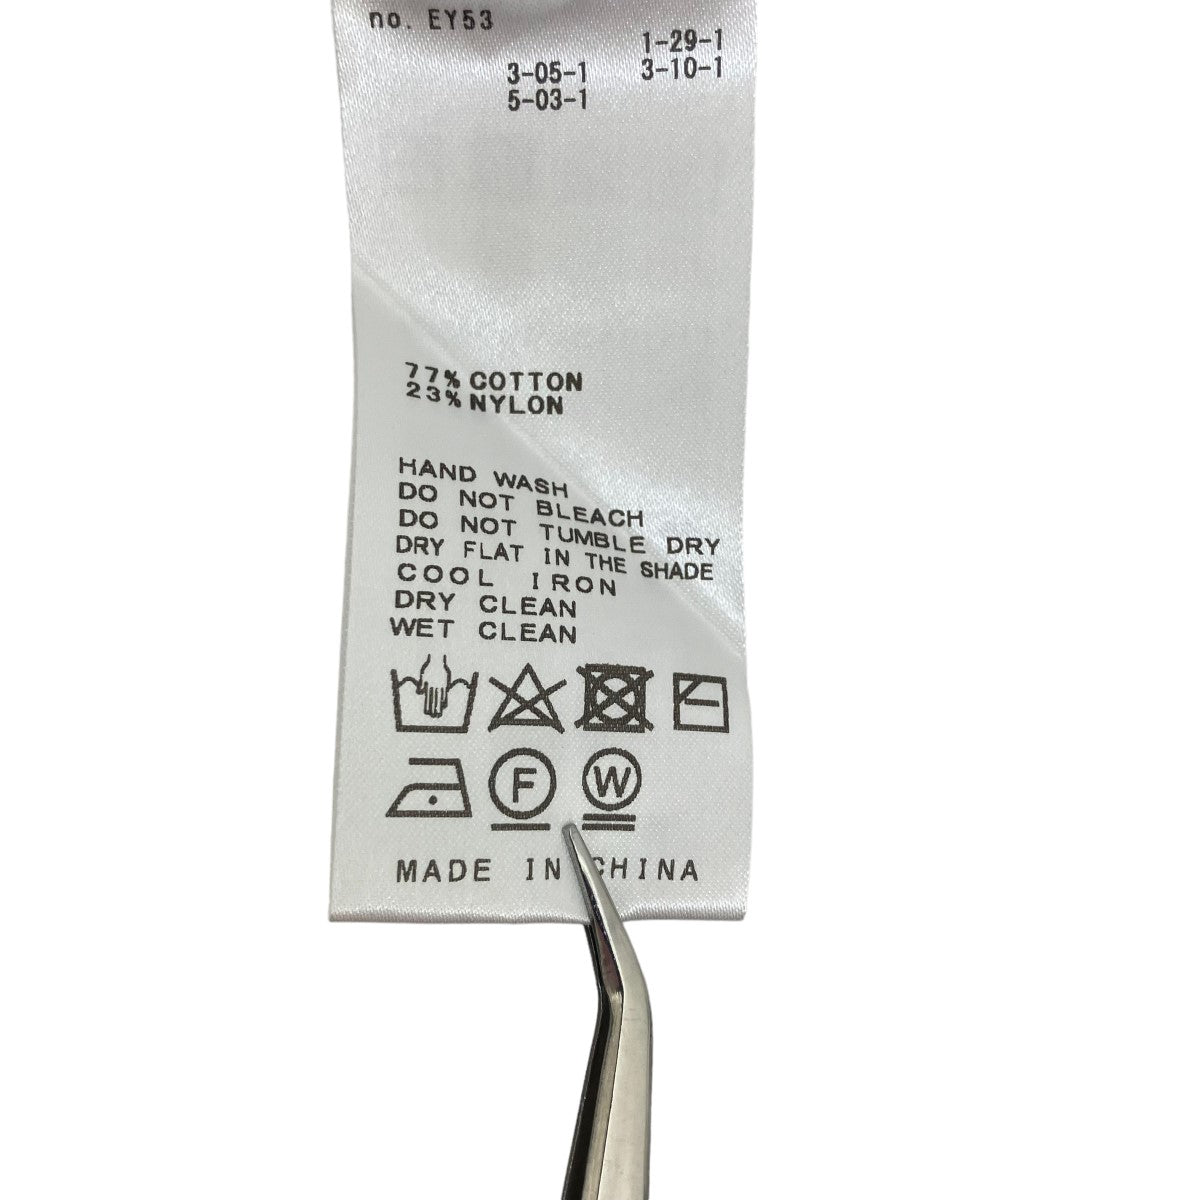 no. EY53
1-29-1
3-05-1 3-10-1
5-03-1
77% COTTON
23% NYLON
HAND WASH
DO NOT BLEACH
DO NOT TUMBLE DRY
DRY FLAT IN THE SHADE
COOL IRON
DRY CLEAN
WET CLEAN
F W
MADE IN CHINA